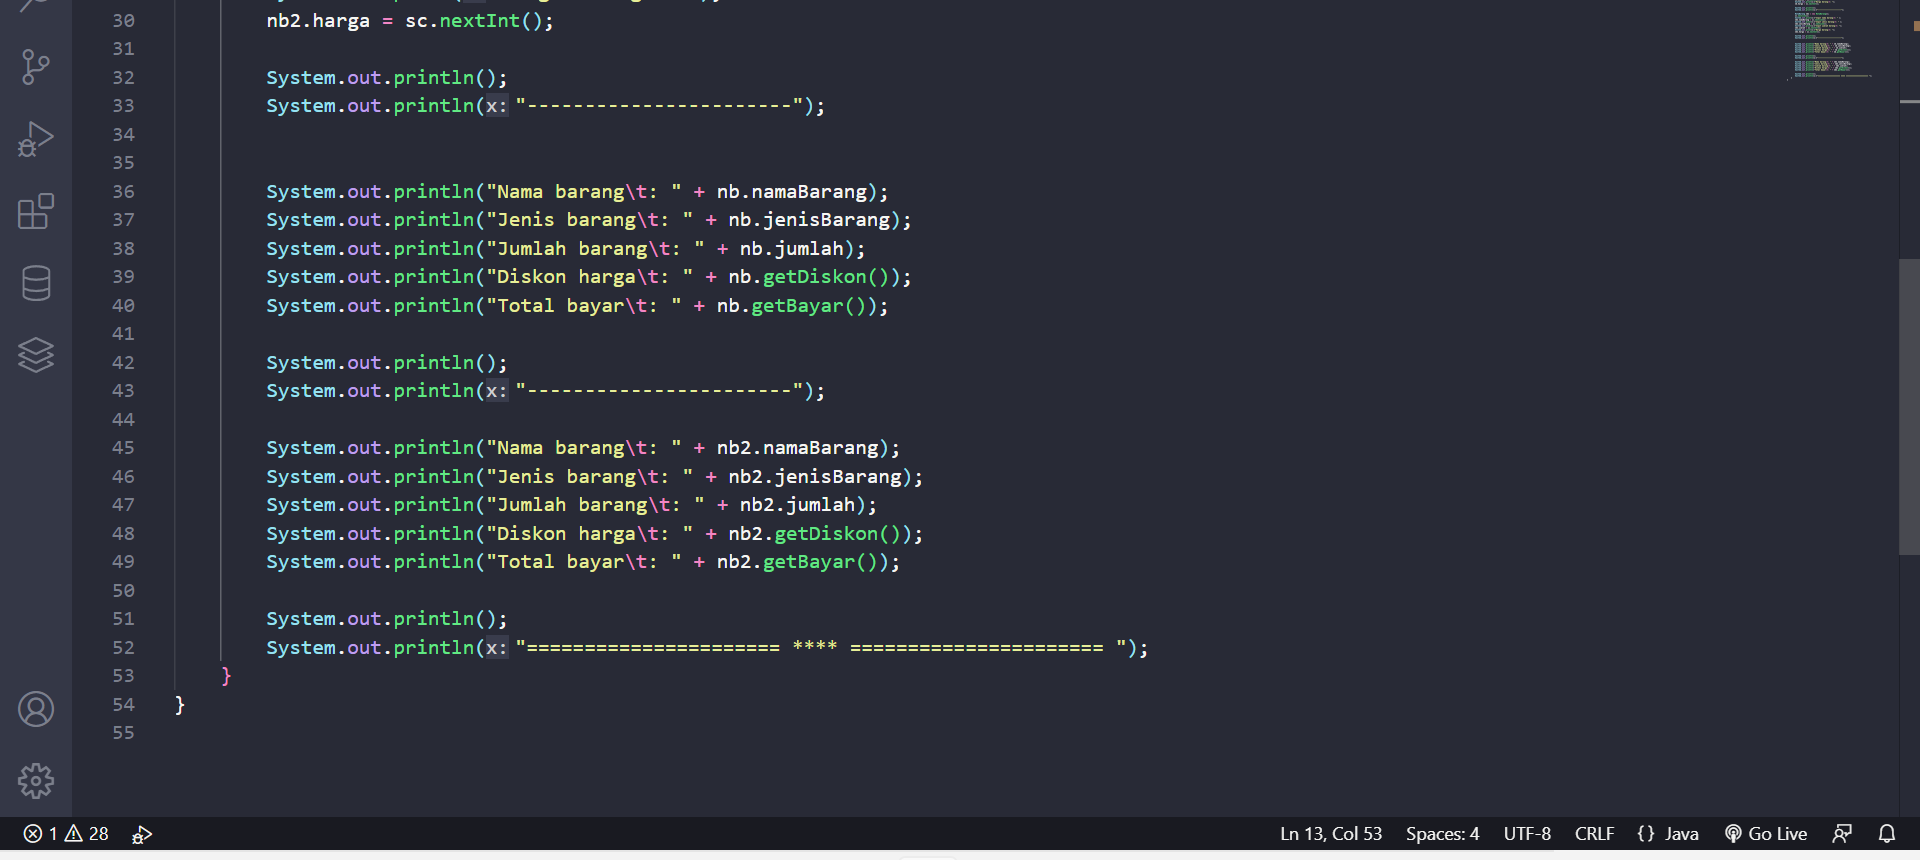 30 nb2.harga = sc.nextInt();
31
32 System.out.println();
33 System.out.println(x: "-----------------------");
34
35
36 System.out.println("Nama barang\t: " + nb.namaBarang);
37 System.out.println("Jenis barang\t: " + nb.jenisBarang);
38 System.out.println("Jumlah barang\t: " + nb.jumlah);
39 System.out.println("Diskon harga\t: " + nb.getDiskon());
40 System.out.println("Total bayar\t: " + nb.getBayar());
41
42 System.out.println();
43 System.out.println(x: "-----------------------");
44
45 System.out.println("Nama barang\t: " + nb2.namaBarang);
46 System.out.println("Jenis barang\t: " + nb2.jenisBarang);
47 System.out.println("Jumlah barang\t: " + nb2.jumlah);
48 System.out.println("Diskon harga\t: " + nb2.getDiskon());
49 System.out.println("Total bayar\t: " + nb2.getBayar());
50
51 System.out.println();
52 System.out.println(x: "====================== **** ====================== ");
53 }
54 }
55
1 28 Ln 13, Col 53 Spaces: 4 UTF-8 CRLF {} Java Go Live